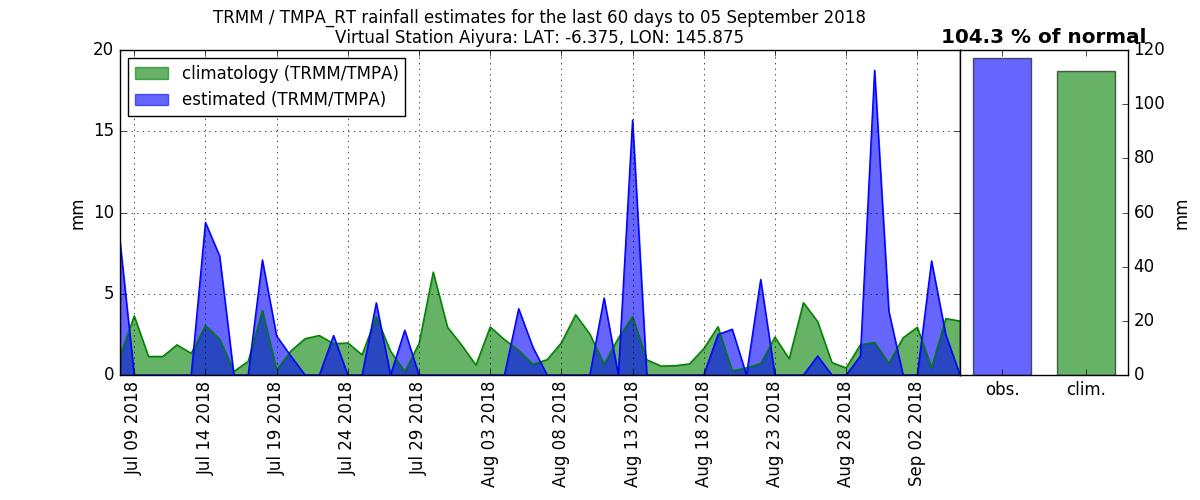 TRMM / TMPA_RT rainfall estimates for the last 60 days to 05 September 2018
Virtual Station Aiyura: LAT: -6.375, LON: 145.875
104.3 % of normal
climatology (TRMM/TMPA)
estimated (TRMM/TMPA)
20
15
10
5
0
mm
120
100
80
60
40
20
0
mm
obs.
clim.
Jul 09 2018
Jul 14 2018
Jul 19 2018
Jul 24 2018
Jul 29 2018
Aug 03 2018
Aug 08 2018
Aug 13 2018
Aug 18 2018
Aug 23 2018
Aug 28 2018
Sep 02 2018